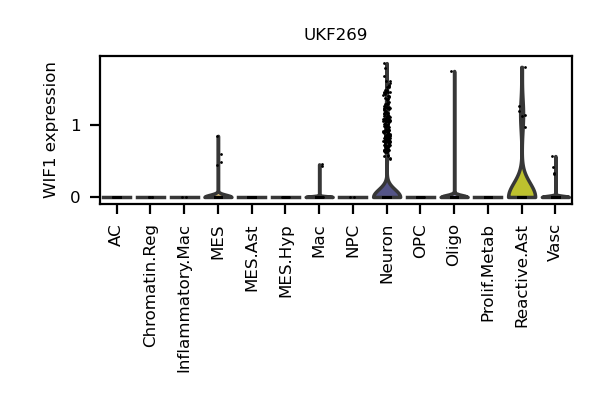 UKF269
WIF1 expression
1
0
AC
Chromatin.Reg
Inflammatory.Mac
MES
MES.Ast
MES.Hyp
Mac
NPC
Neuron
OPC
Oligo
Prolif.Metab
Reactive.Ast
Vasc